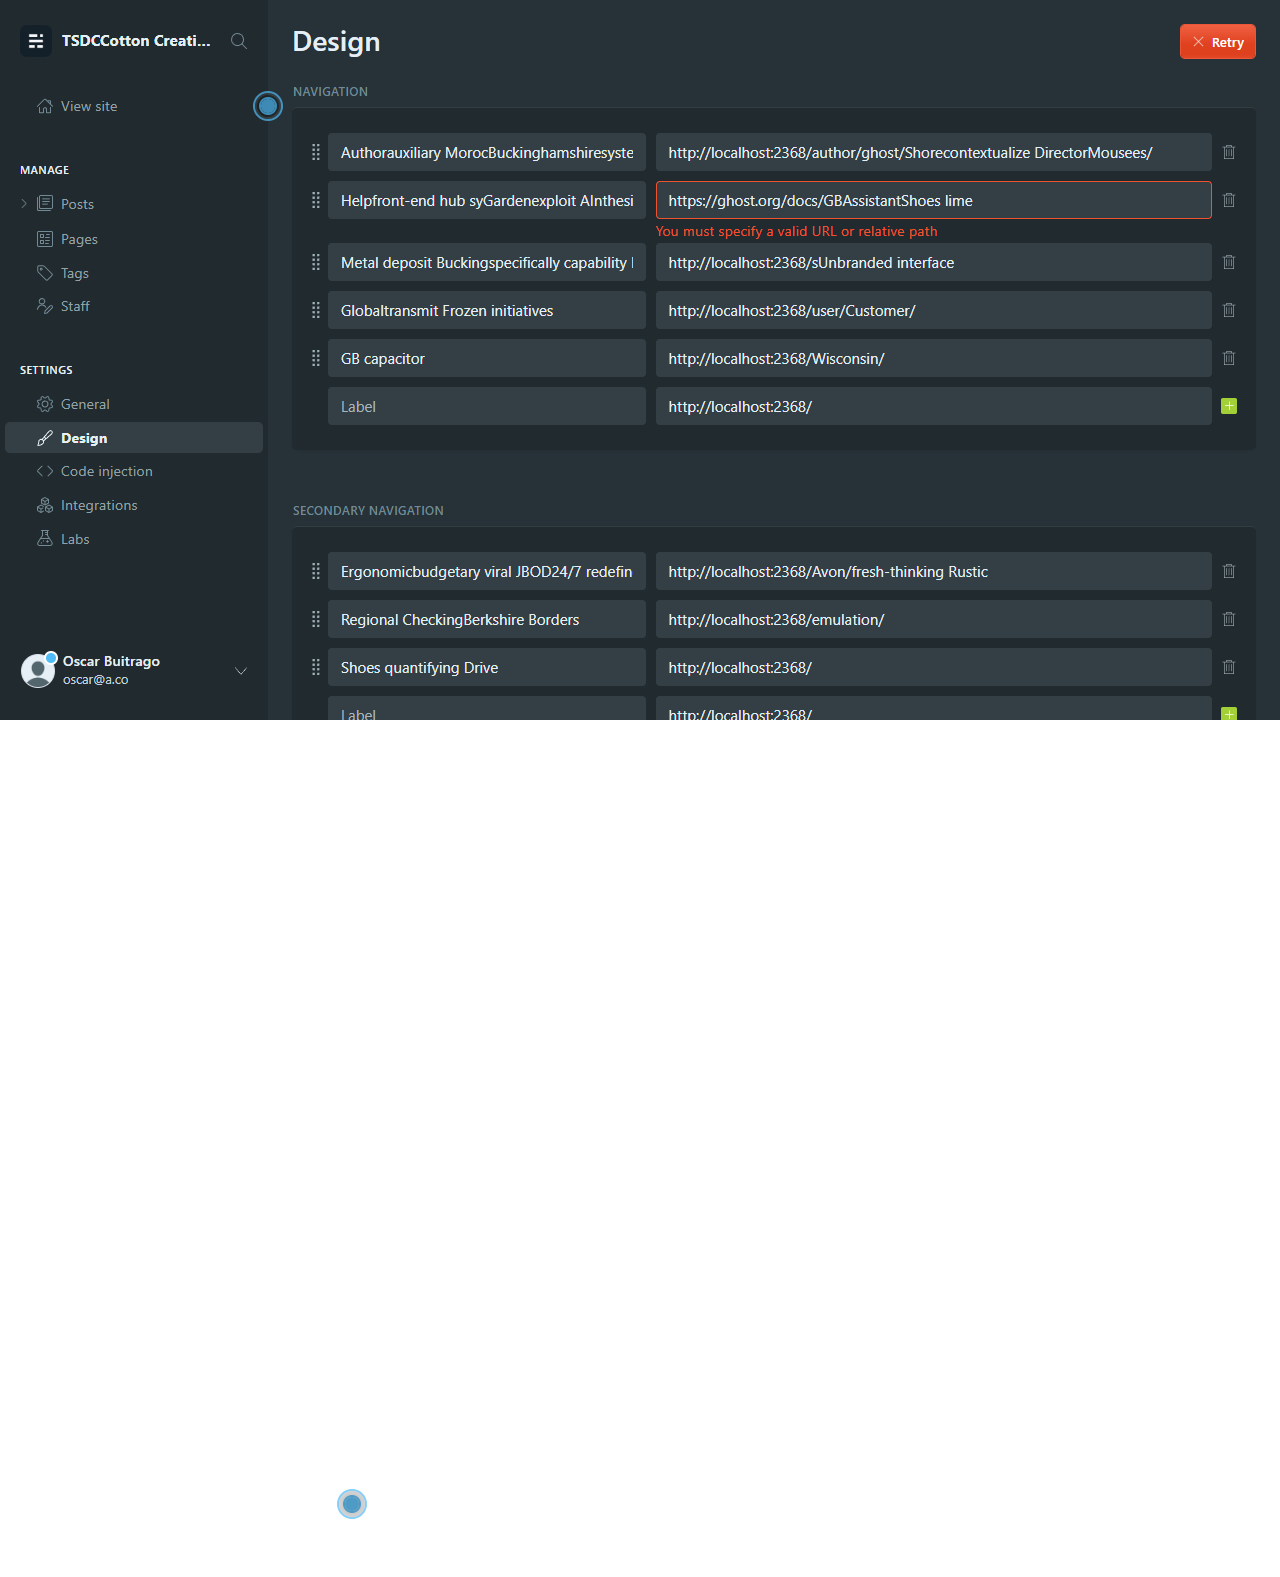 TSDCCotton Creati...
Design
Retry
View site
NAVIGATION
Authorauxiliary MorocBuckinghamshiresyste
http://localhost:2368/author/ghost/Shorecontextualize DirectorMousees/
MANAGE
Posts
Helpfront-end hub syGardenexploit AInthesi
https://ghost.org/docs/GBAssistantShoes lime
You must specify a valid URL or relative path
Pages
Tags
Metal deposit Buckingspecifically capability
http://localhost:2368/sUnbranded interface
Staff
Globaltransmit Frozen initiatives
http://localhost:2368/user/Customer/
SETTINGS
GB capacitor
http://localhost:2368/Wisconsin/
General
Label
http://localhost:2368/
Design
Code injection
Integrations
Labs
SECONDARY NAVIGATION
Ergonomicbudgetary viral JBOD24/7 redefin
http://localhost:2368/Avon/fresh-thinking Rustic
Regional CheckingBerkshire Borders
http://localhost:2368/emulation/
Shoes quantifying Drive
http://localhost:2368/
Oscar Buitrago
oscar@a.co
Label
http://localhost:2368/